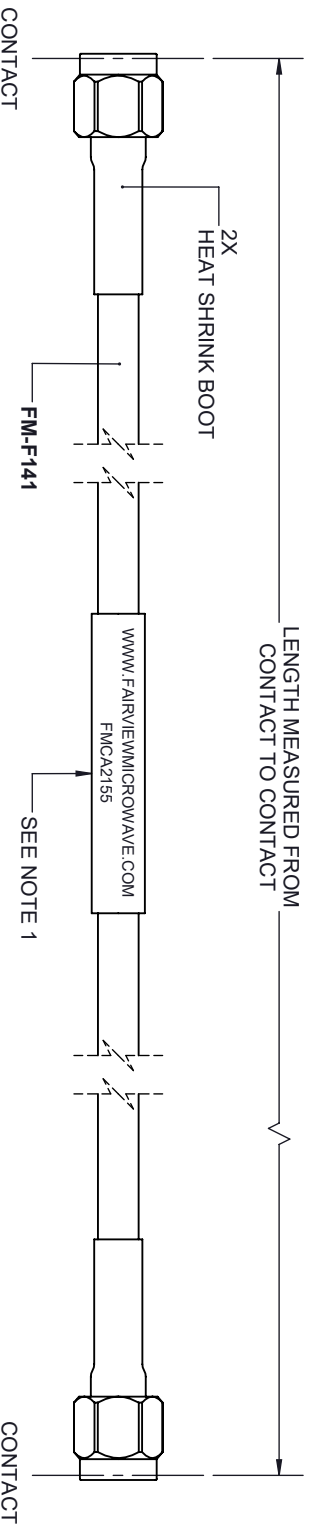 LENGTH MEASURED FROM
CONTACT TO CONTACT
2X
HEAT SHRINK BOOT
WWW.FAIRVIEWMICROWAVE.COM
FMCA2155
FM-F141
SEE NOTE 1
CONTACT
CONTACT